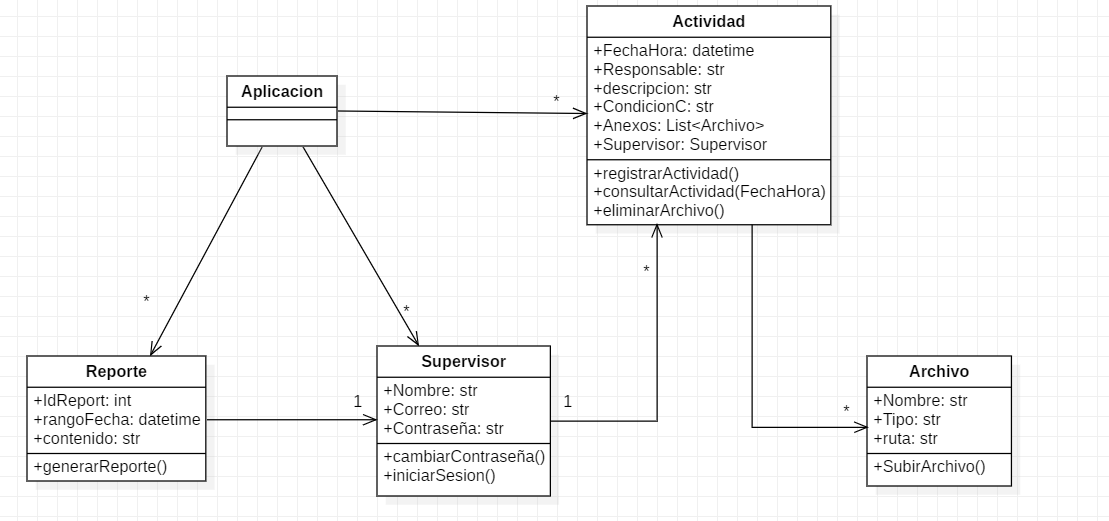 Aplicacion
*
*
*
Actividad
+FechaHora: datetime
+Responsable: str
+descripcion: str
+CondicionC: str
+Anexos: List<Archivo>
+Supervisor: Supervisor
+registrarActividad()
+consultarActividad(FechaHora)
+eliminarArchivo()
Reporte
+IdReport: int
+rangoFecha: datetime
+contenido: str
+generarReporte()
1
Supervisor
+Nombre: str
+Correo: str
+Contraseña: str
+cambiarContraseña()
+iniciarSesion()
1
*
*
Archivo
+Nombre: str
+Tipo: str
+ruta: str
+SubirArchivo()